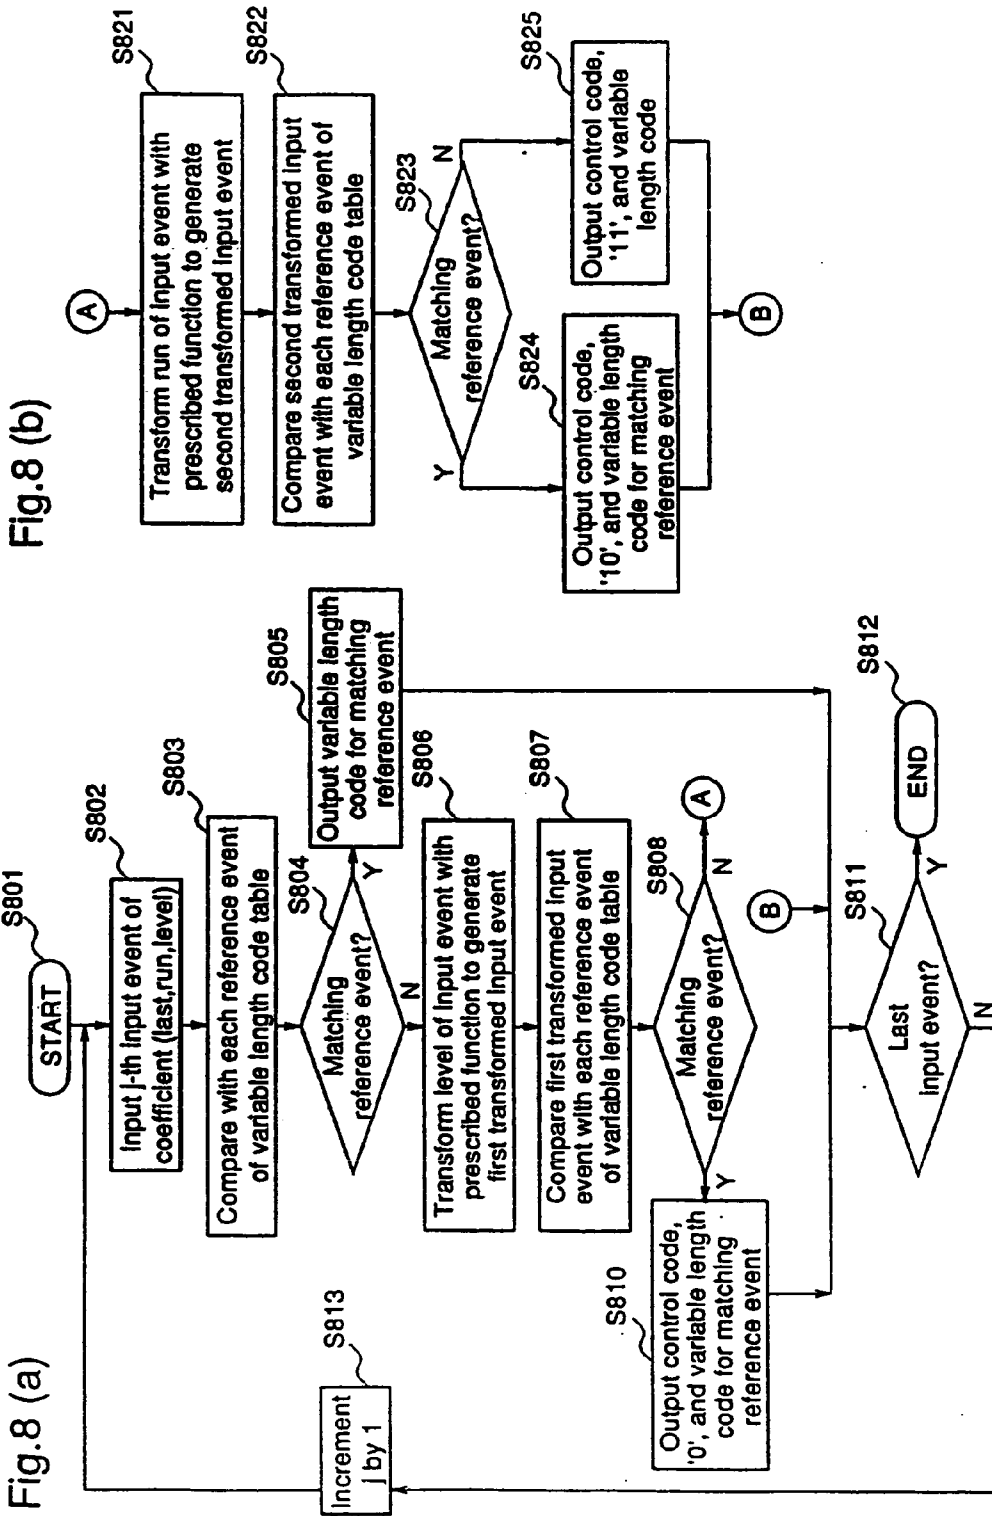 Fig.8 (a)
START
S801
Input j-th input event of
coefficient (last,run,level)
S802
Compare with each reference event
of variable length code table
S803
Matching
reference event?
S804
Y
N
Output variable length
code for matching
reference event
S805
Transform level of input event with
prescribed function to generate
first transformed input event
S806
Compare first transformed input
event with each reference event
of variable length code table
S807
Matching
reference event?
S808
Y
N
A
Output control code,
'0', and variable length
code for matching
reference event
S810
B
Last
input event?
S811
Y
N
END
S812
Increment
j by 1
S813
Fig.8 (b)
A
Transform run of input event with
prescribed function to generate
second transformed input event
S821
Compare second transformed input
event with each reference event of
variable length code table
S822
Matching
reference event?
S823
Y
N
Output control code,
'10', and variable length
code for matching
reference event
S824
Output control code,
'11', and variable
length code
S825
B